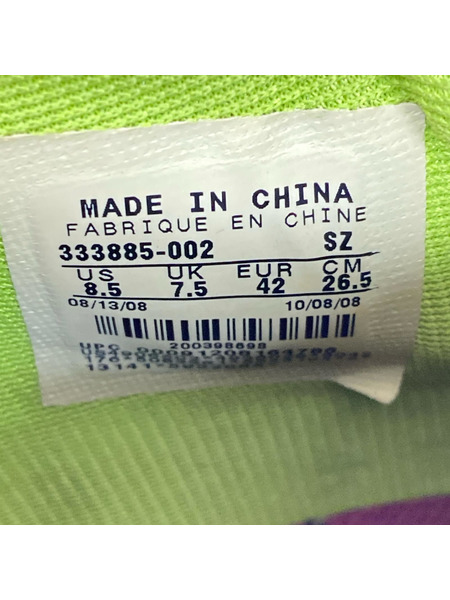 MADE IN CHINA
FABRIQUE EN CHINE
333885-002 SZ
US UK EUR CM
8.5 7.5 42 26.5
08/13/08 10/08/08
200398698
UPC